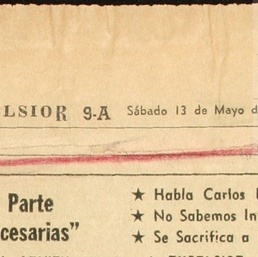 LSIOR 9-A Sábado 13 de Mayo d
Parte
cesarias”
★ Habla Carlos
★ No Sabemos In
★ Se Sacrifica a